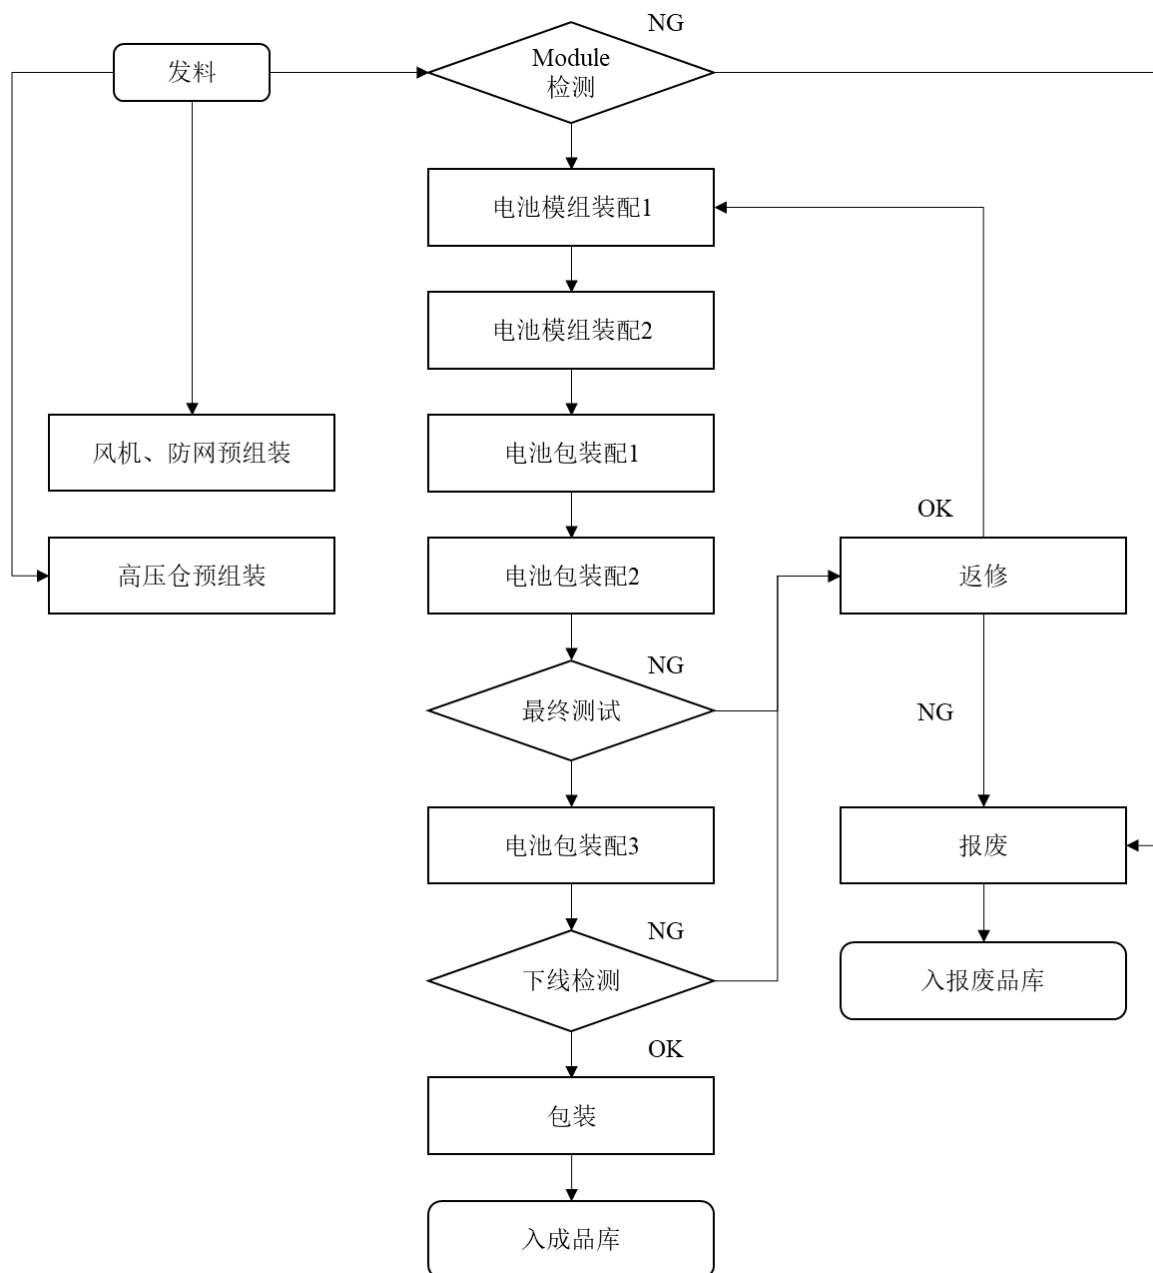 NG
发料
Module
检测
电池模组装配1
电池模组装配2
风机、防网预组装
电池包装配1
OK
高压仓预组装
电池包装配2
返修
NG
最终测试
NG
电池包装配3
报废
NG
下线检测
入报废品库
OK
包装
入成品库